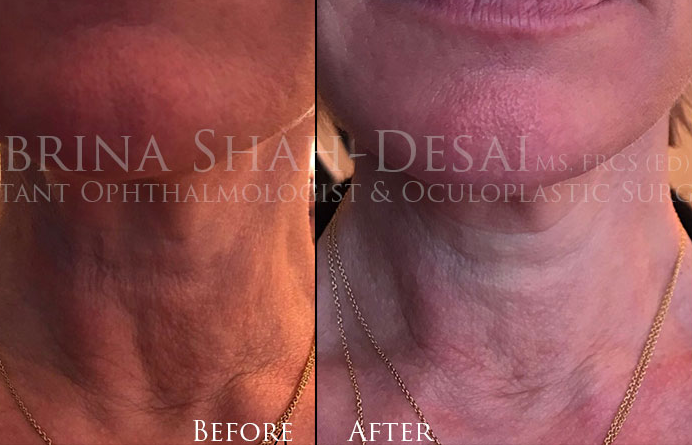 BRINA SHAH-DESAI MS, FRCS (ED)
TANT OPHTHALMOLOGIST & OCULOPLASTIC SURG
BEFORE AFTER